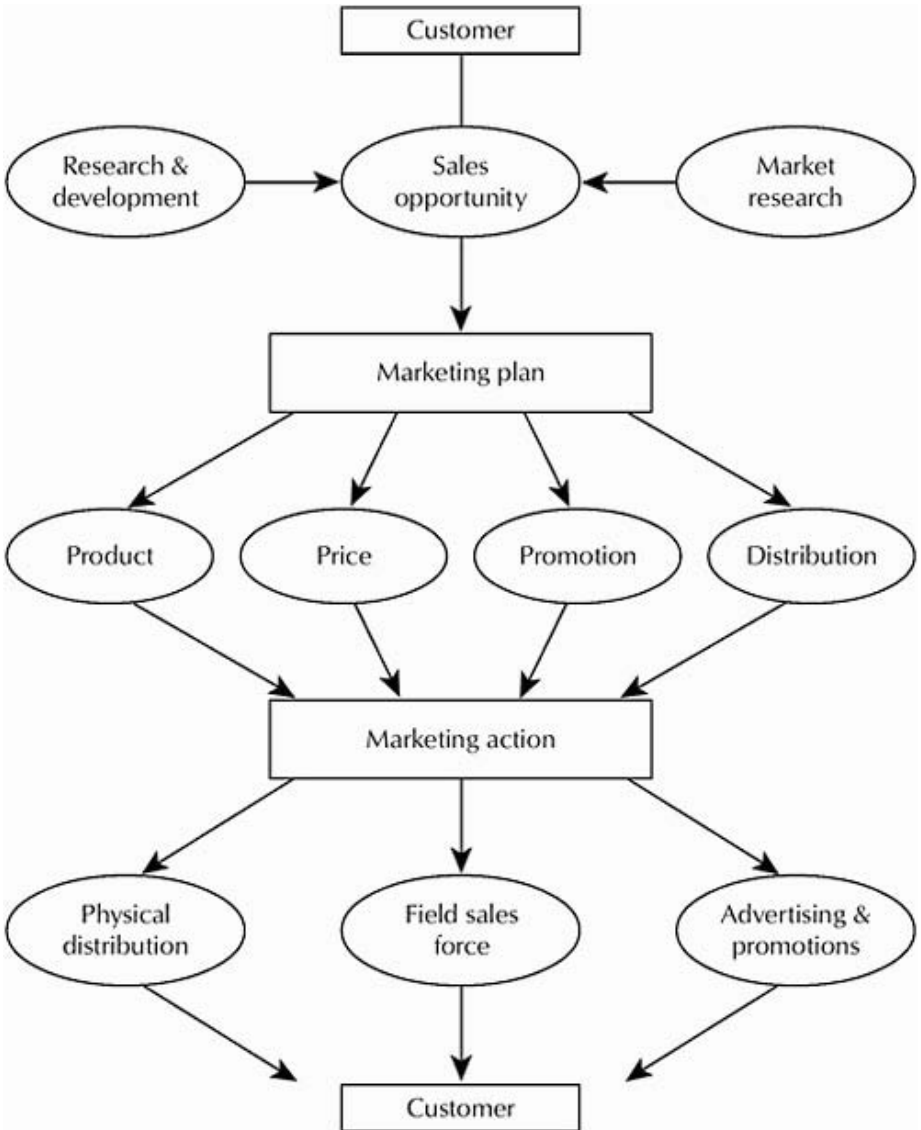 Customer
Research &
development
Sales
opportunity
Market
research
Marketing plan
Product
Price
Promotion
Distribution
Marketing action
Physical
distribution
Field sales
force
Advertising &
promotions
Customer